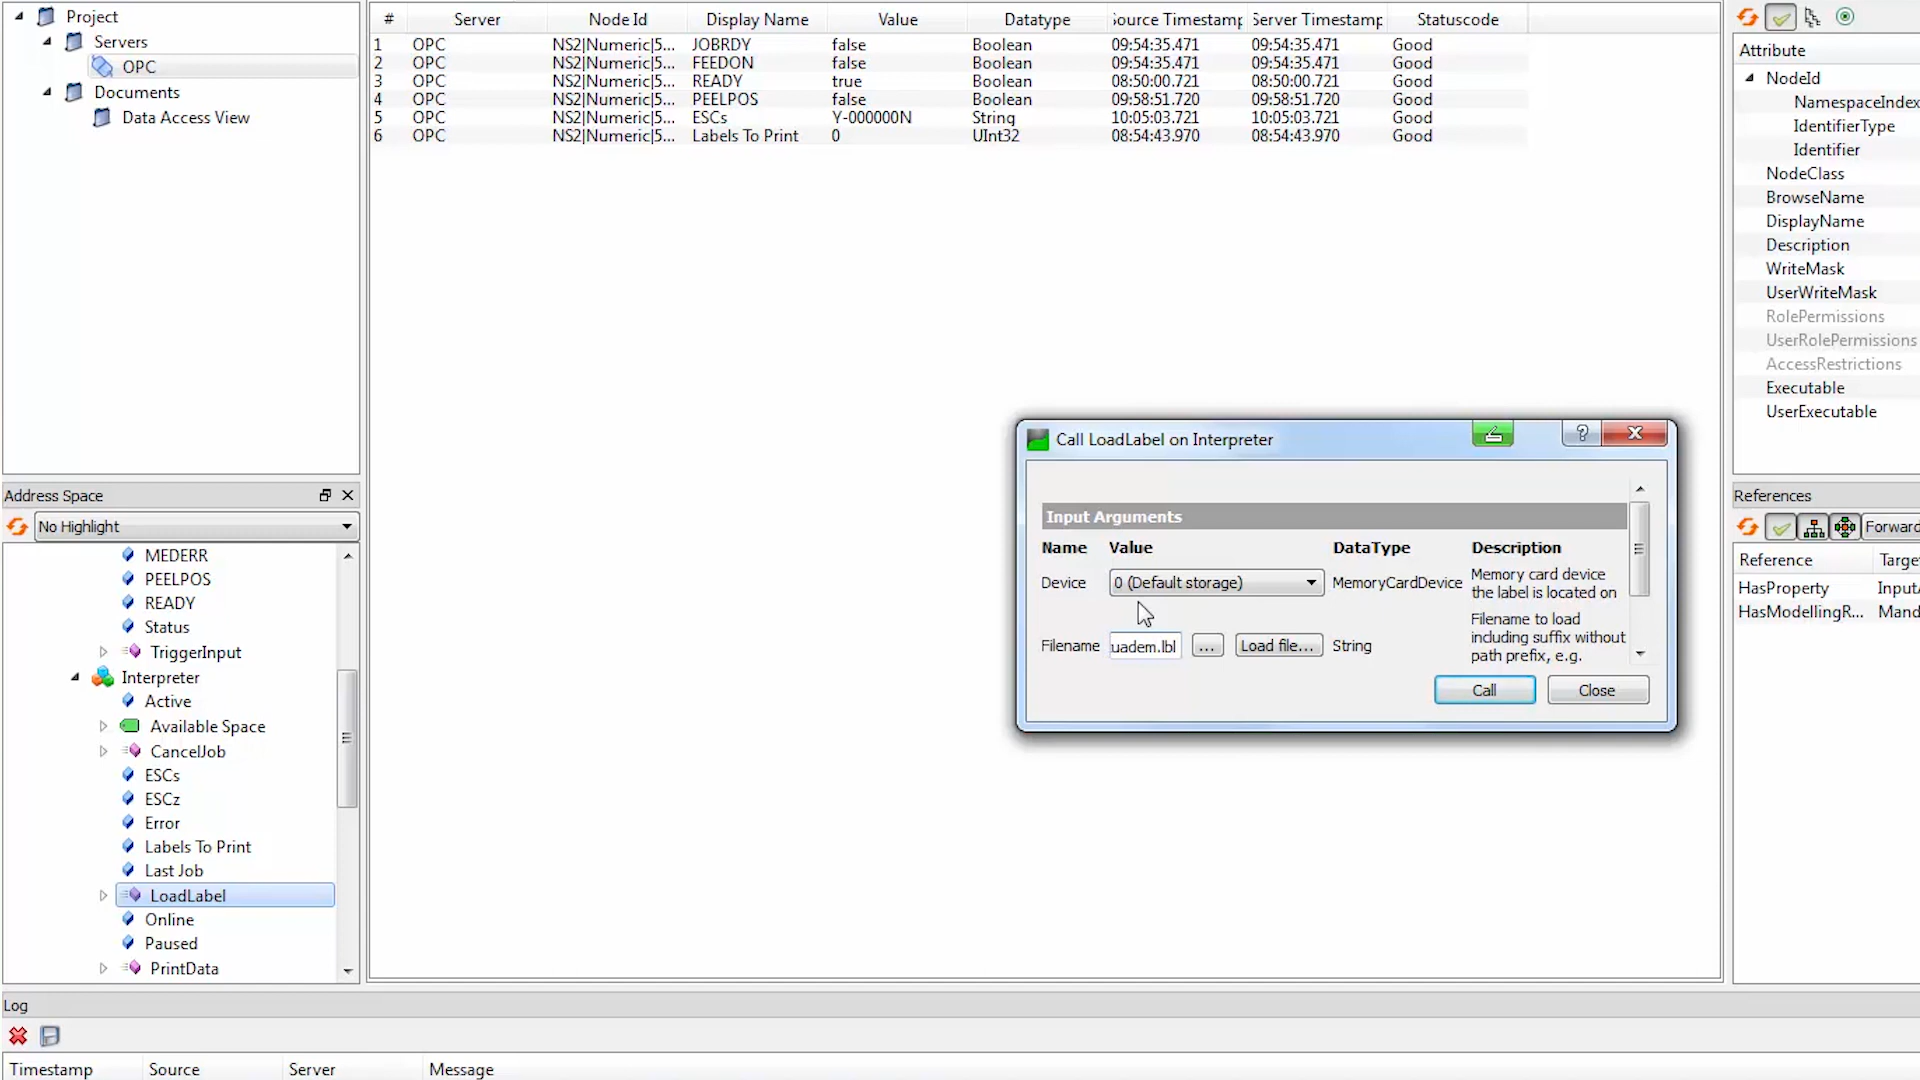 Project
Servers
OPC
Documents
Data Access View
# Server Node Id Display Name Value Datatype Source Timestamp Server Timestamp Statuscode
1 OPC NS2|Numeric|5... JOBRDY false Boolean 09:54:35.471 09:54:35.471 Good
2 OPC NS2|Numeric|5... FEEDON false Boolean 09:54:35.471 09:54:35.471 Good
3 OPC NS2|Numeric|5... READY true Boolean 08:50:00.721 08:50:00.721 Good
4 OPC NS2|Numeric|5... PEELPOS false Boolean 09:58:51.720 09:58:51.720 Good
5 OPC NS2|Numeric|5... ESCs Y-000000N String 10:05:03.721 10:05:03.721 Good
6 OPC NS2|Numeric|5... Labels To Print 0 UInt32 08:54:43.970 08:54:43.970 Good
Attribute
NodeId
NamespaceIndex
IdentifierType
Identifier
NodeClass
BrowseName
DisplayName
Description
WriteMask
UserWriteMask
RolePermissions
UserRolePermissions
AccessRestrictions
Executable
UserExecutable
Call LoadLabel on Interpreter
?
Input Arguments
Name Value DataType Description
Device 0 (Default storage) MemoryCardDevice Memory card device
the label is located on
Filename uadem.lbl ... Load file... String Filename to load
including suffix without
path prefix, e.g.
Call Close
Address Space
No Highlight
MEDERR
PEELPOS
READY
Status
TriggerInput
Interpreter
Active
Available Space
CancelJob
ESCs
ESCz
Error
Labels To Print
Last Job
LoadLabel
Online
Paused
PrintData
References
Forward
Reference Targe
HasProperty InputA
HasModellingR... Mand
Log
Timestamp Source Server Message